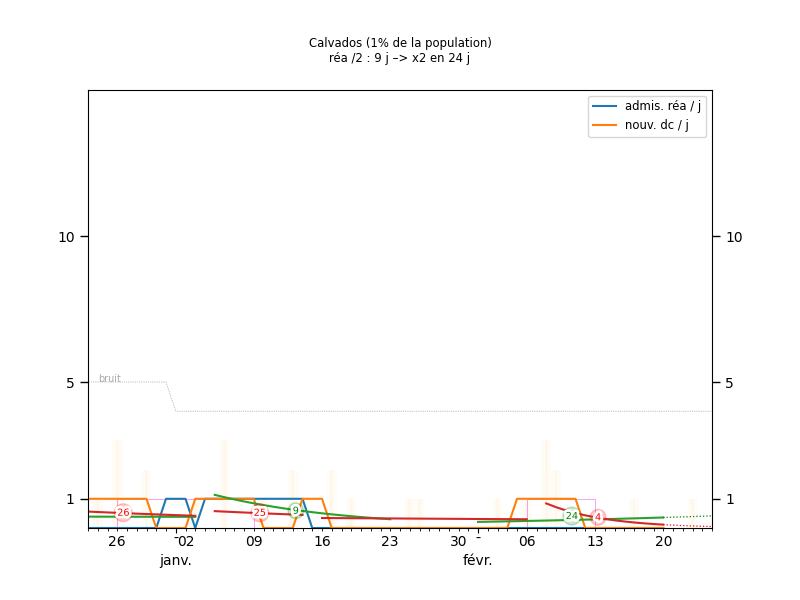 Calvados (1% de la population)
réa /2 : 9 j –> x2 en 24 j
admis. réa / j
nouv. dc / j
10
10
bruit
5
5
1
1
26
25
9
24
4
26
02
09
16
23
30
06
13
20
janv.
févr.